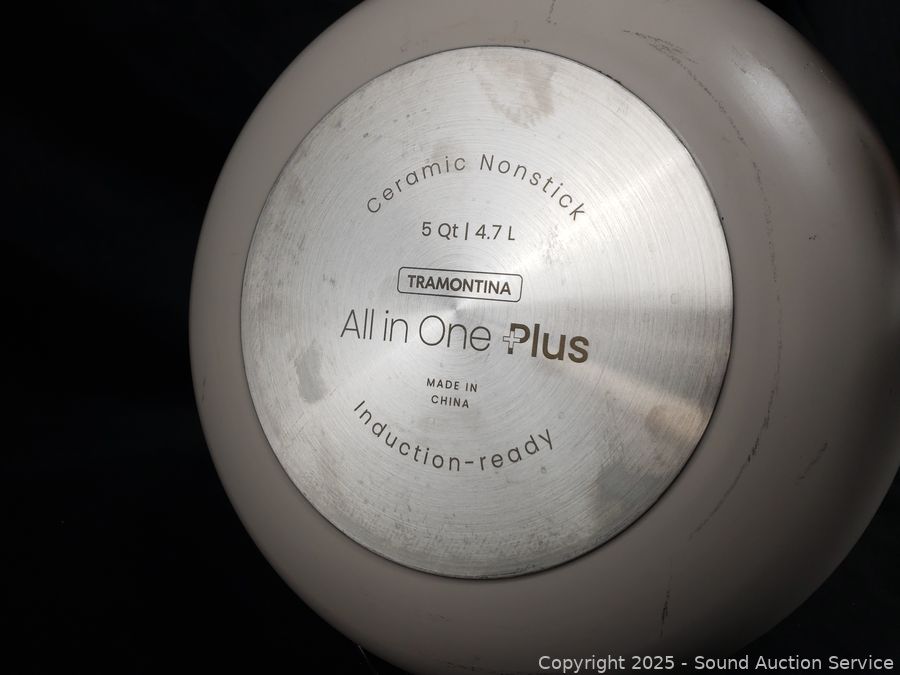 Ceramic Nonstick
5 Qt | 4.7 L
TRAMONTINA
All in One Plus
MADE IN
CHINA
Induction-ready
Copyright 2025 - Sound Auction Service